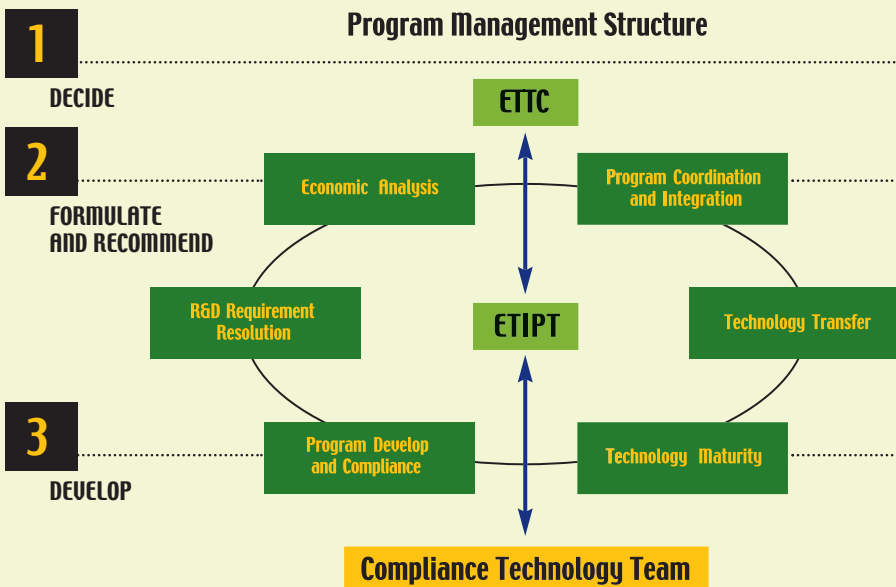 Program Management Structure
1
DECIDE
ETTC
2
FORMULATE
AND RECOMMEND
Economic Analysis
Program Coordination
and Integration
R&D Requirement
Resolution
ETIPT
Technology Transfer
3
DEVELOP
Program Develop
and Compliance
Technology Maturity
Compliance Technology Team